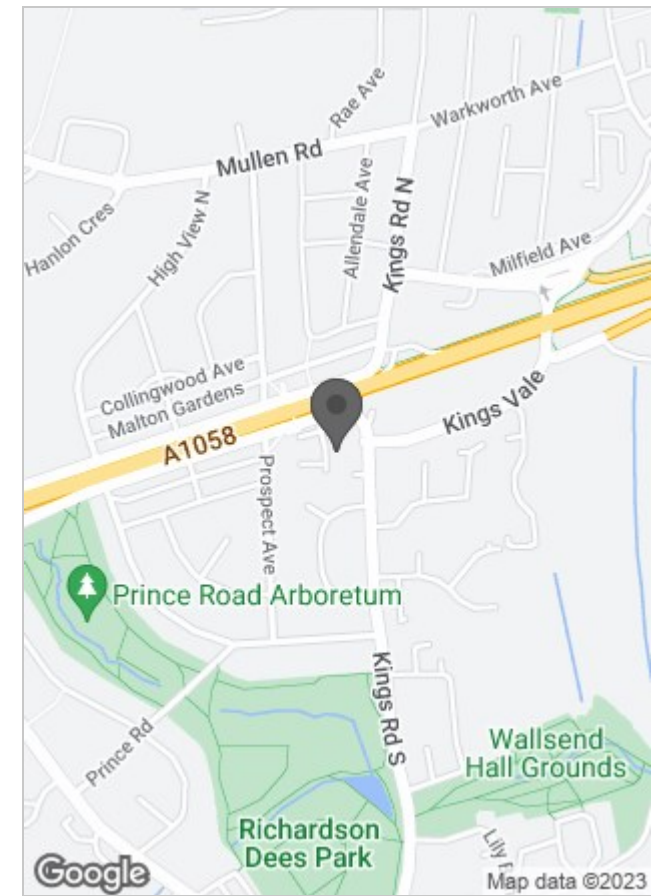 Rae Ave
Warkworth Ave
Mullen Rd
Allendale Ave
Kings Rd N
High View N
Hanlon Cres
Milfield Ave
Collingwood Ave
Malton Gardens
Kings Vale
A1058
Prospect Ave
Prince Road Arboretum
Kings Rd S
Prince Rd
Wallsend
Hall Grounds
Richardson
Dees Park
Lily
Google
Map data ©2023